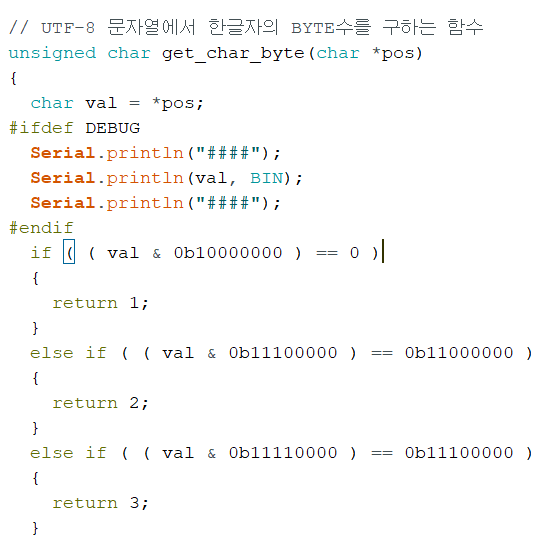 // UTF-8 문자열에서 한글자의 BYTE수를 구하는 함수
unsigned char get_char_byte(char *pos)
{
  char val = *pos;
#ifdef DEBUG
  Serial.println("####");
  Serial.println(val, BIN);
  Serial.println("####");
#endif
  if ( ( val & 0b10000000 ) == 0 )
  {
    return 1;
  }
  else if ( ( val & 0b11100000 ) == 0b11000000 )
  {
    return 2;
  }
  else if ( ( val & 0b11110000 ) == 0b11100000 )
  {
    return 3;
  }